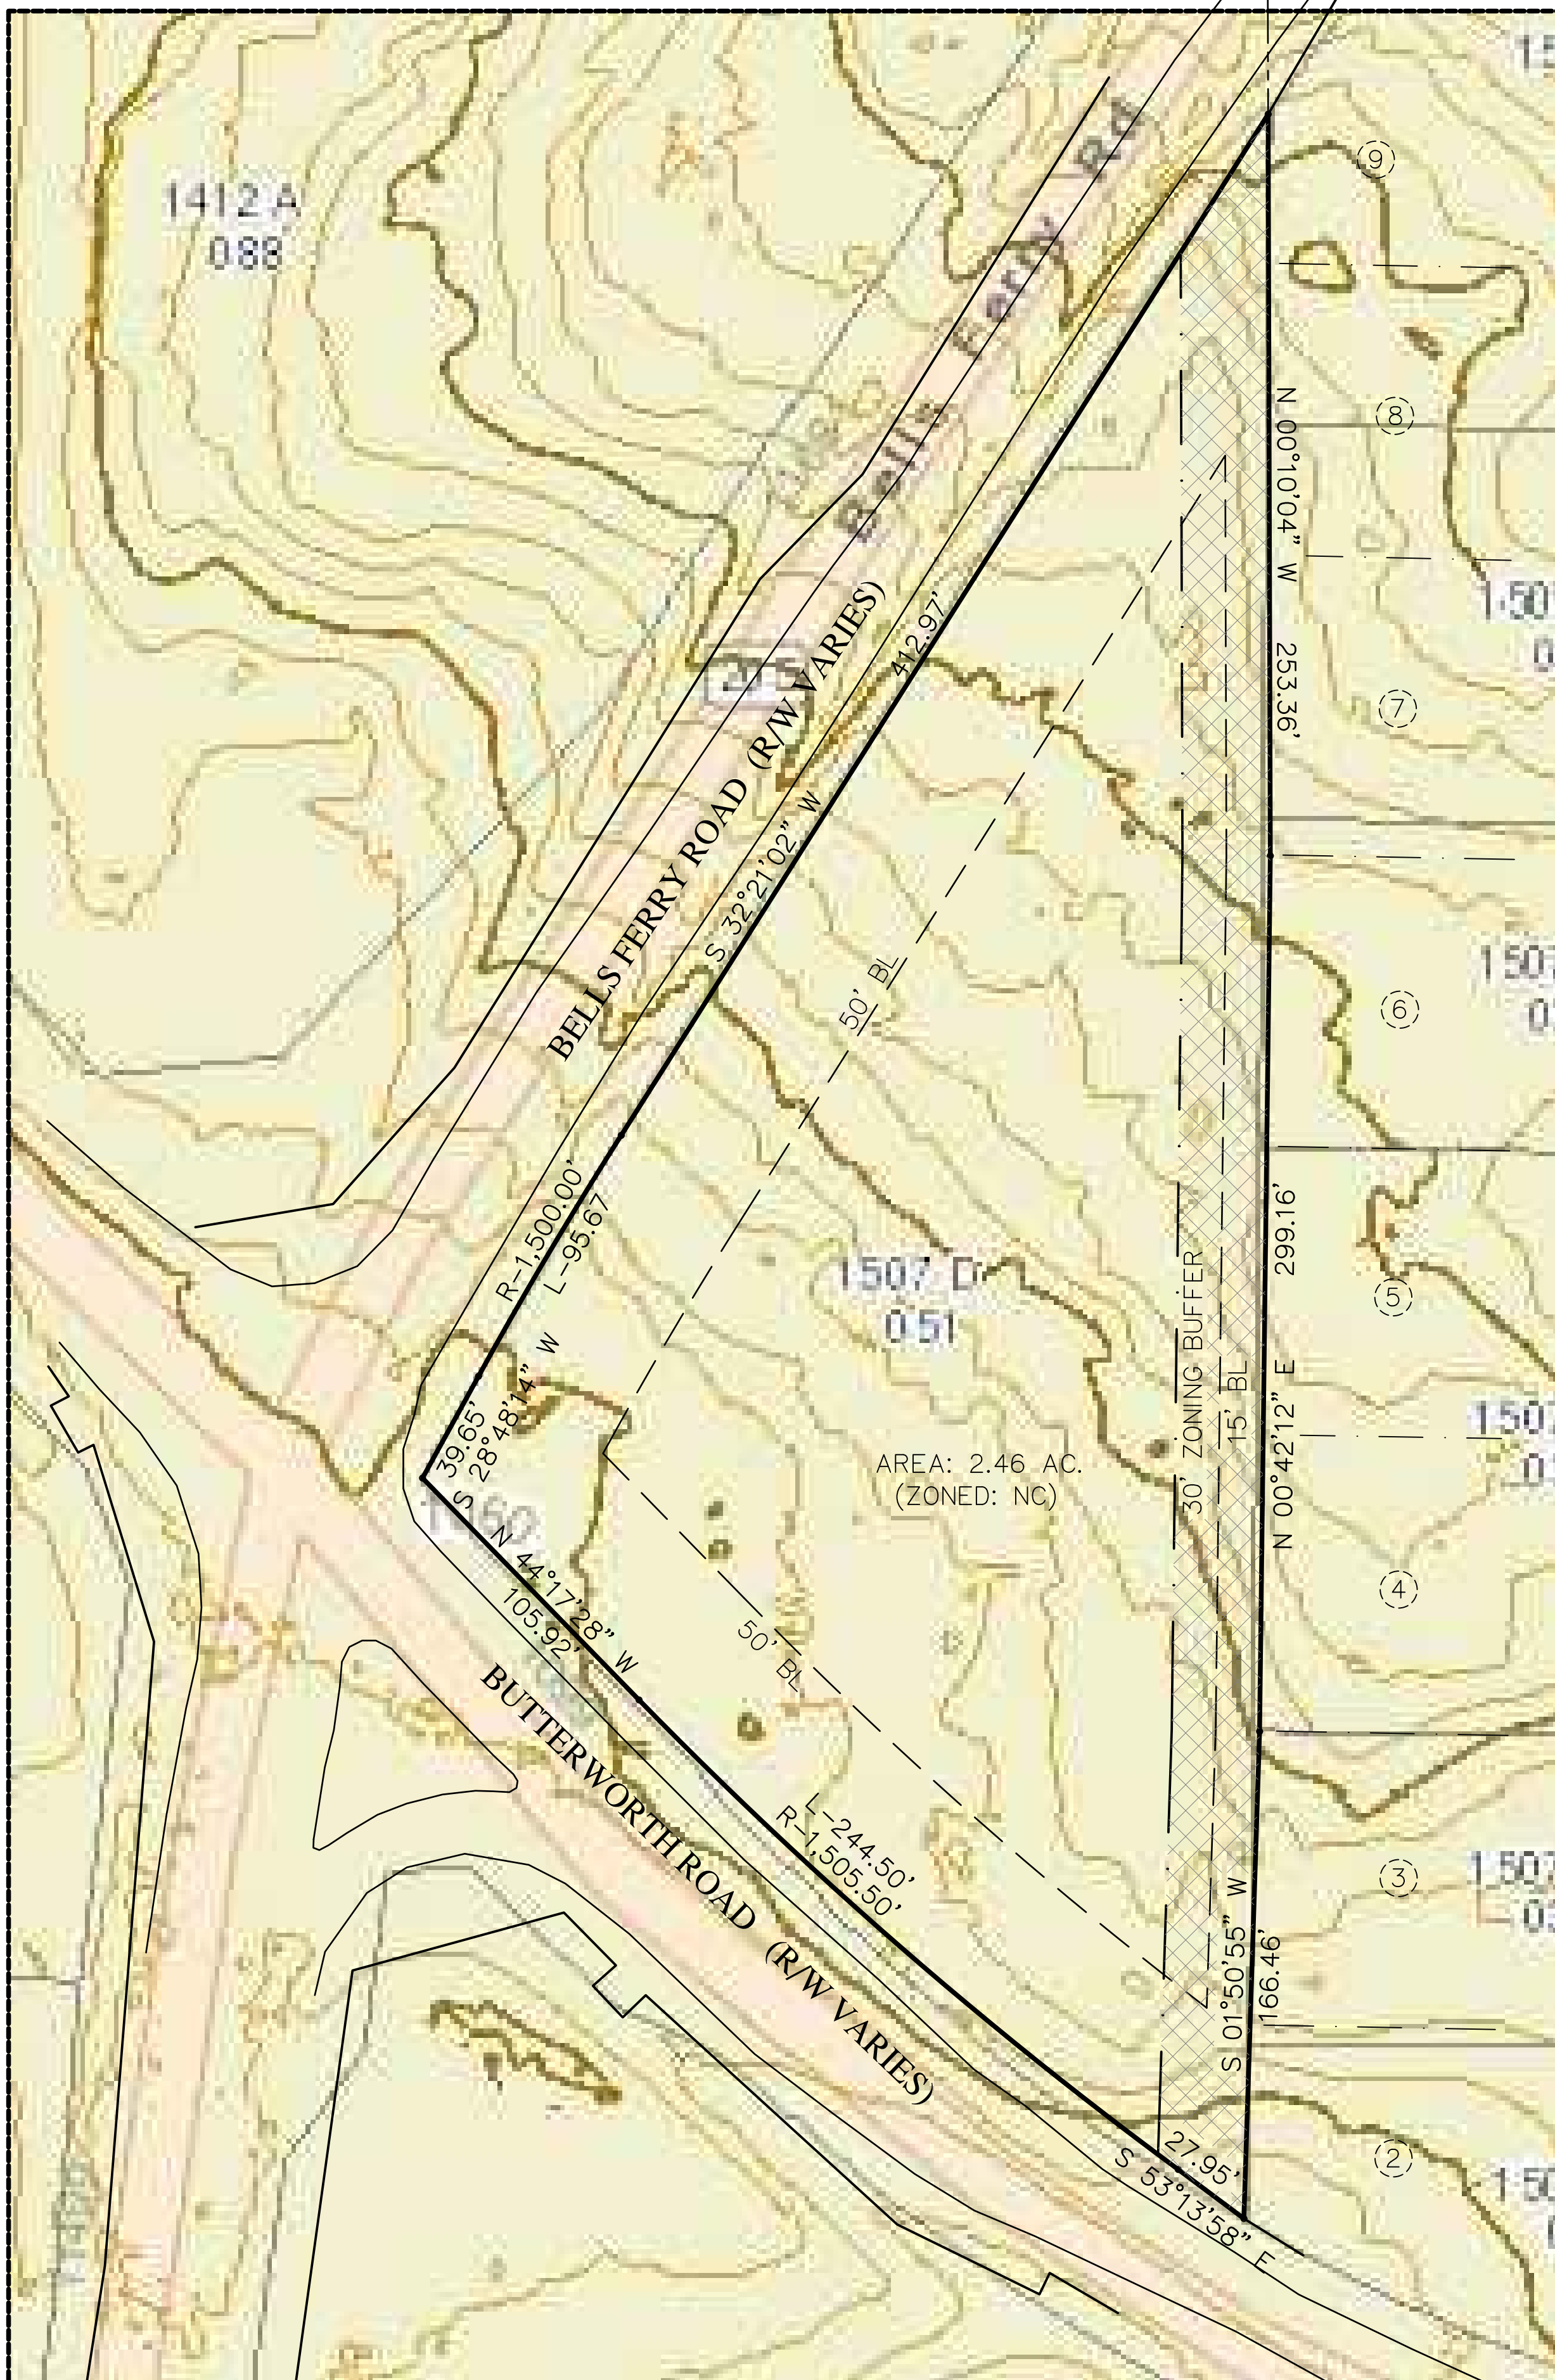 1412 A
088
Bells Ferry Rd
9
8
7
6
5
4
3
2
N 00°10'04" W 253.36'
412.97'
BELLS FERRY ROAD (R/W VARIES)
S 32°21'02" W
50' BL
R-1,500.00'
L-95.67
1507 D
0.51
30' ZONING BUFFER
15' BL
299.16'
N 00°42'12" E
39.65'
S 28°48'14" W
AREA: 2.46 AC.
(ZONED: NC)
N 44°17'28" W
105.92'
50' BL
BUTTERWORTH ROAD (R/W VARIES)
L-244.50'
R-1,505.50'
S 01°50'55" W
166.46'
27.95'
S 53°13'58" E